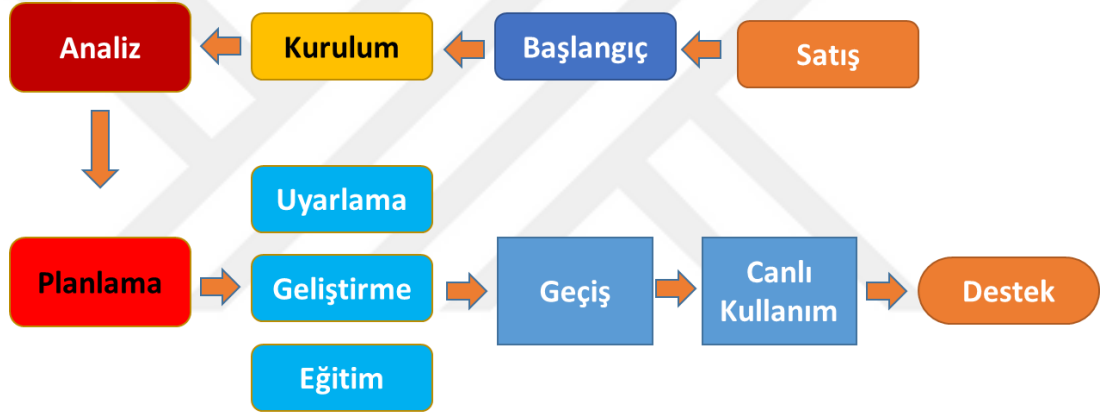 Analiz
Kurulum
Başlangıç
Satış
Uyarlama
Planlama
Geliştirme
Geçiş
Canlı
Kullanım
Destek
Eğitim